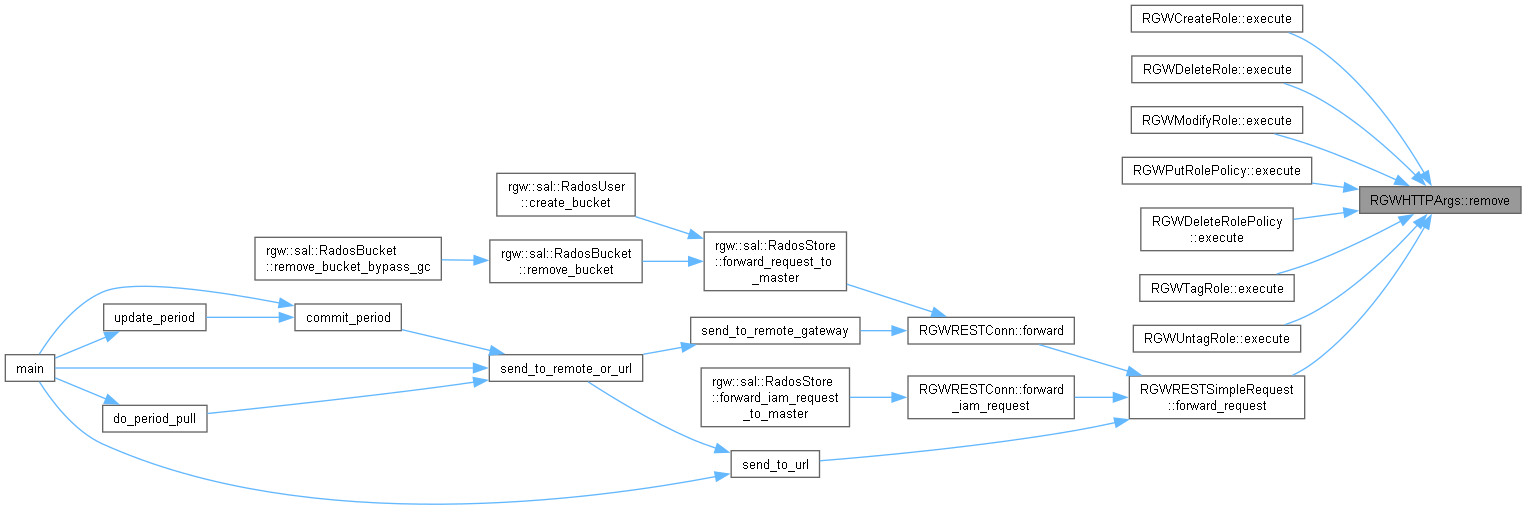 RGWCreateRole::execute
RGWDeleteRole::execute
RGWModifyRole::execute
RGWPutRolePolicy::execute
RGWHTTPArgs::remove
rgw::sal::RadosUser
::create_bucket
RGWDeleteRolePolicy
::execute
rgw::sal::RadosBucket
::remove_bucket_bypass_gc
rgw::sal::RadosBucket
::remove_bucket
rgw::sal::RadosStore
::forward_request_to
_master
RGWTagRole::execute
update_period
commit_period
send_to_remote_gateway
RGWRESTConn::forward
RGWUntagRole::execute
main
send_to_remote_or_url
rgw::sal::RadosStore
::forward_iam_request
_to_master
RGWRESTConn::forward
_iam_request
RGWRESTSimpleRequest
::forward_request
do_period_pull
send_to_url